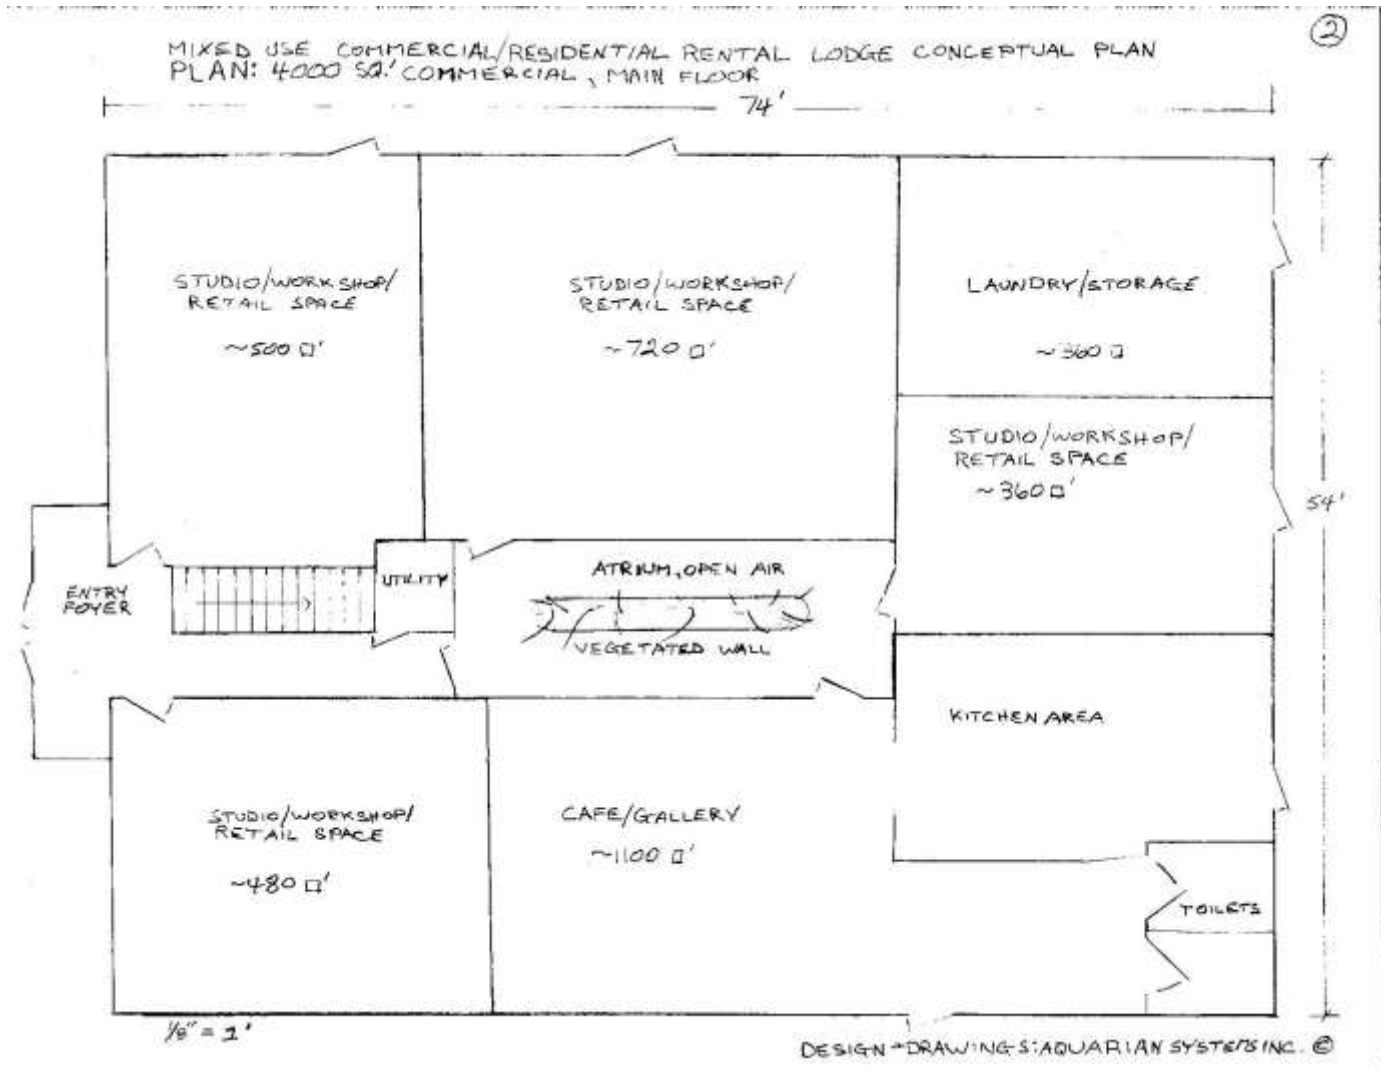 2
MIXED USE COMMERCIAL/RESIDENTIAL RENTAL LODGE CONCEPTUAL PLAN
PLAN: 4000 SQ.' COMMERCIAL, MAIN FLOOR
74'
STUDIO/WORKSHOP/
RETAIL SPACE
~500 □'
STUDIO/WORKSHOP/
RETAIL SPACE
~720 □'
LAUNDRY/STORAGE
~360 □
STUDIO/WORKSHOP/
RETAIL SPACE
~360 □'
54'
ENTRY
FOYER
UTILITY
ATRIUM, OPEN AIR
VEGETATED WALL
KITCHEN AREA
STUDIO/WORKSHOP/
RETAIL SPACE
~480 □'
CAFE/GALLERY
~1100 □'
TOILETS
1/8" = 1'
DESIGN + DRAWINGS: AQUARIAN SYSTEMS INC. ©